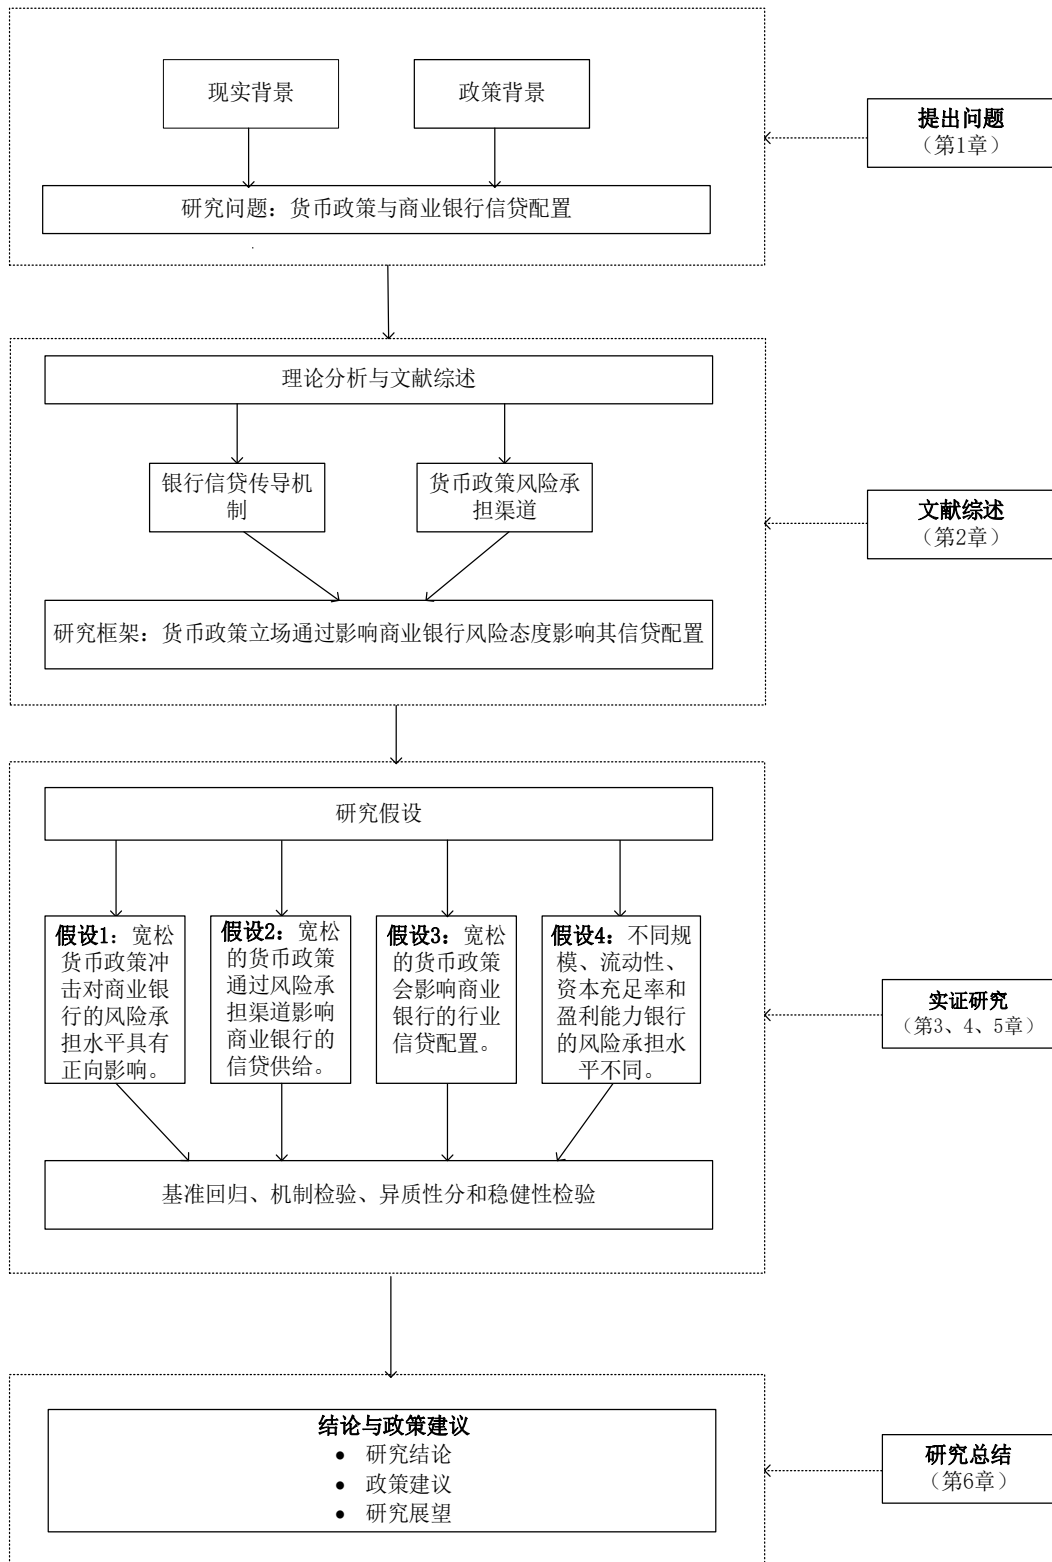 现实背景
政策背景
提出问题
（第1章）
研究问题：货币政策与商业银行信贷配置
理论分析与文献综述
银行信贷传导机
制
货币政策风险承
担渠道
文献综述
（第2章）
研究框架：货币政策立场通过影响商业银行风险态度影响其信贷配置
研究假设
假设1：宽松
货币政策冲
击对商业银
行的风险承
担水平具有
正向影响。
假设2：宽松
的货币政策
通过风险承
担渠道影响
商业银行的
信贷供给。
假设3：宽松
的货币政策
会影响商业
银行的行业
信贷配置。
假设4：不同规
模、流动性、
资本充足率和
盈利能力银行
的风险承担水
平不同。
实证研究
（第3、4、5章）
基准回归、机制检验、异质性分和稳健性检验
结论与政策建议
● 研究结论
● 政策建议
● 研究展望
研究总结
（第6章）